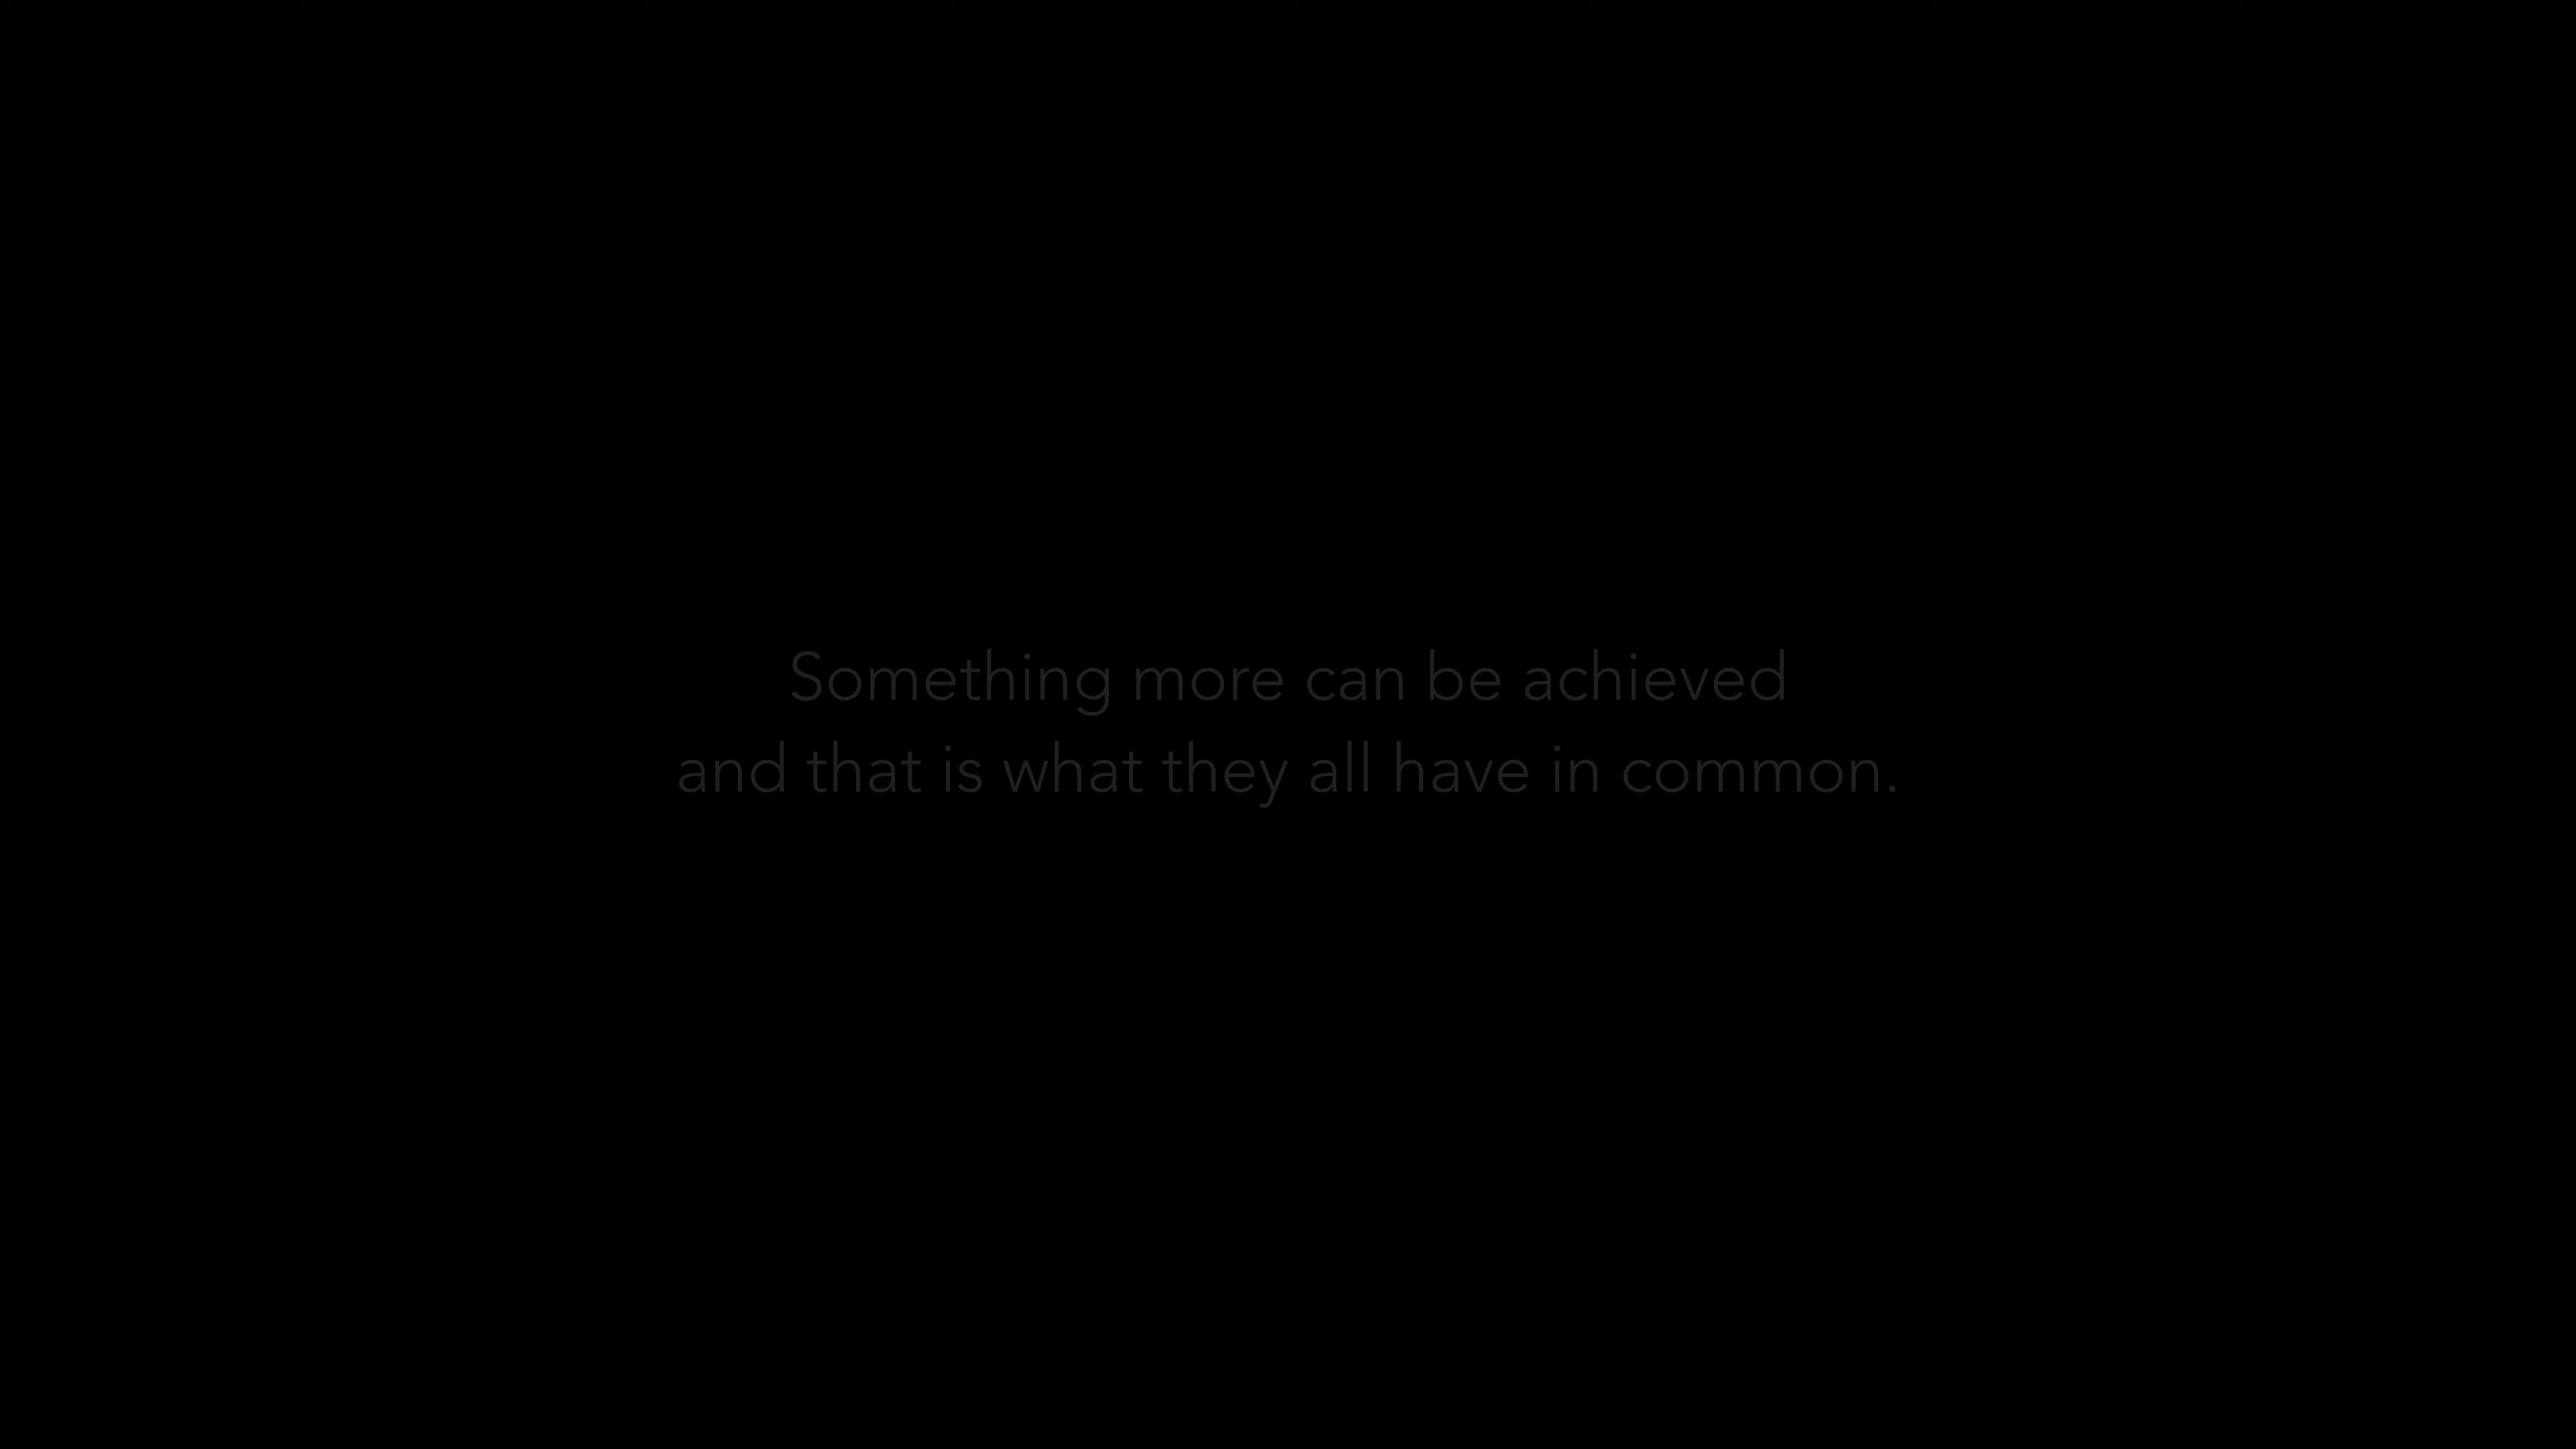 Something more can be achieved
and that is what they all have in common.